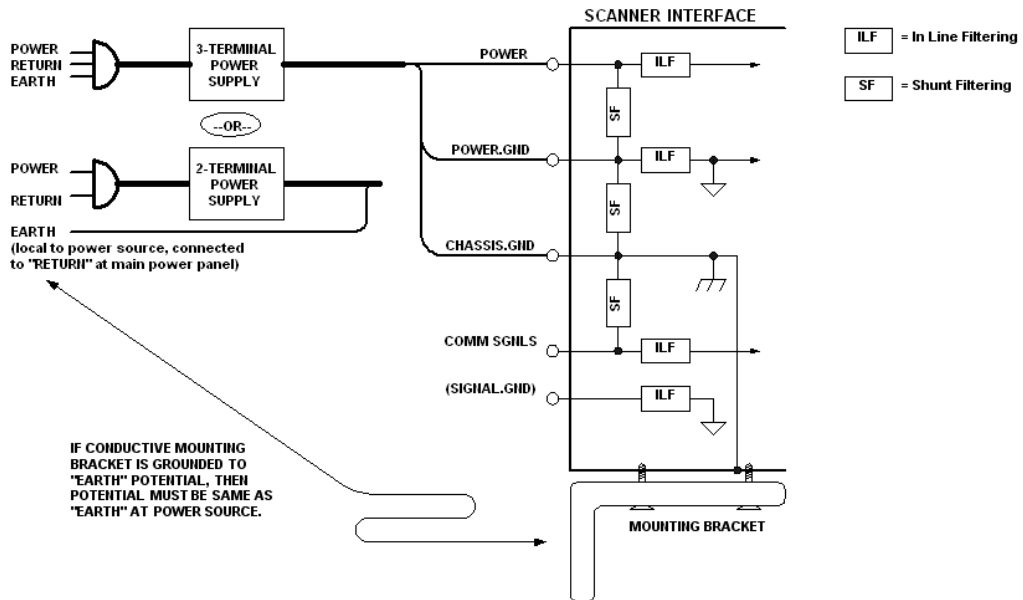 SCANNER INTERFACE
POWER
RETURN
EARTH
3-TERMINAL
POWER
SUPPLY
--OR--
POWER
RETURN
2-TERMINAL
POWER
SUPPLY
EARTH
(local to power source, connected
to "RETURN" at main power panel)
POWER
ILF
SF
POWER.GND
ILF
SF
CHASSIS.GND
SF
COMM SGNLS
ILF
(SIGNAL.GND)
ILF
ILF
= In Line Filtering
SF
= Shunt Filtering
IF CONDUCTIVE MOUNTING
BRACKET IS GROUNDED TO
"EARTH" POTENTIAL, THEN
POTENTIAL MUST BE SAME AS
"EARTH" AT POWER SOURCE.
MOUNTING BRACKET